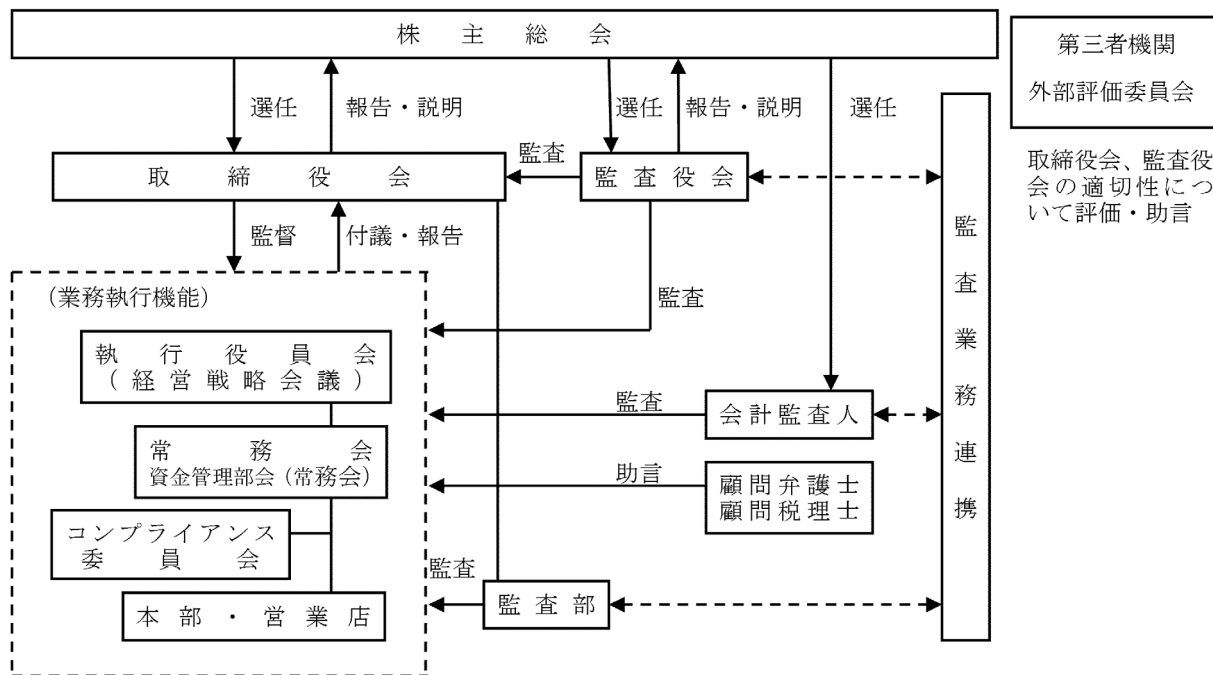 株主総会
第三者機関
外部評価委員会
選任
報告・説明
選任
報告・説明
選任
取締役会、監査役
会の適切性につ
いて評価・助言
取締役会
監査
監査役会
監督
付議・報告
監査業務連携
(業務執行機能)
監査
執行役員会
(経営戦略会議)
監査
会計監査人
常務会
資金管理部会(常務会)
助言
顧問弁護士
顧問税理士
コンプライアンス
委員会
監査
監査部
本部・営業店